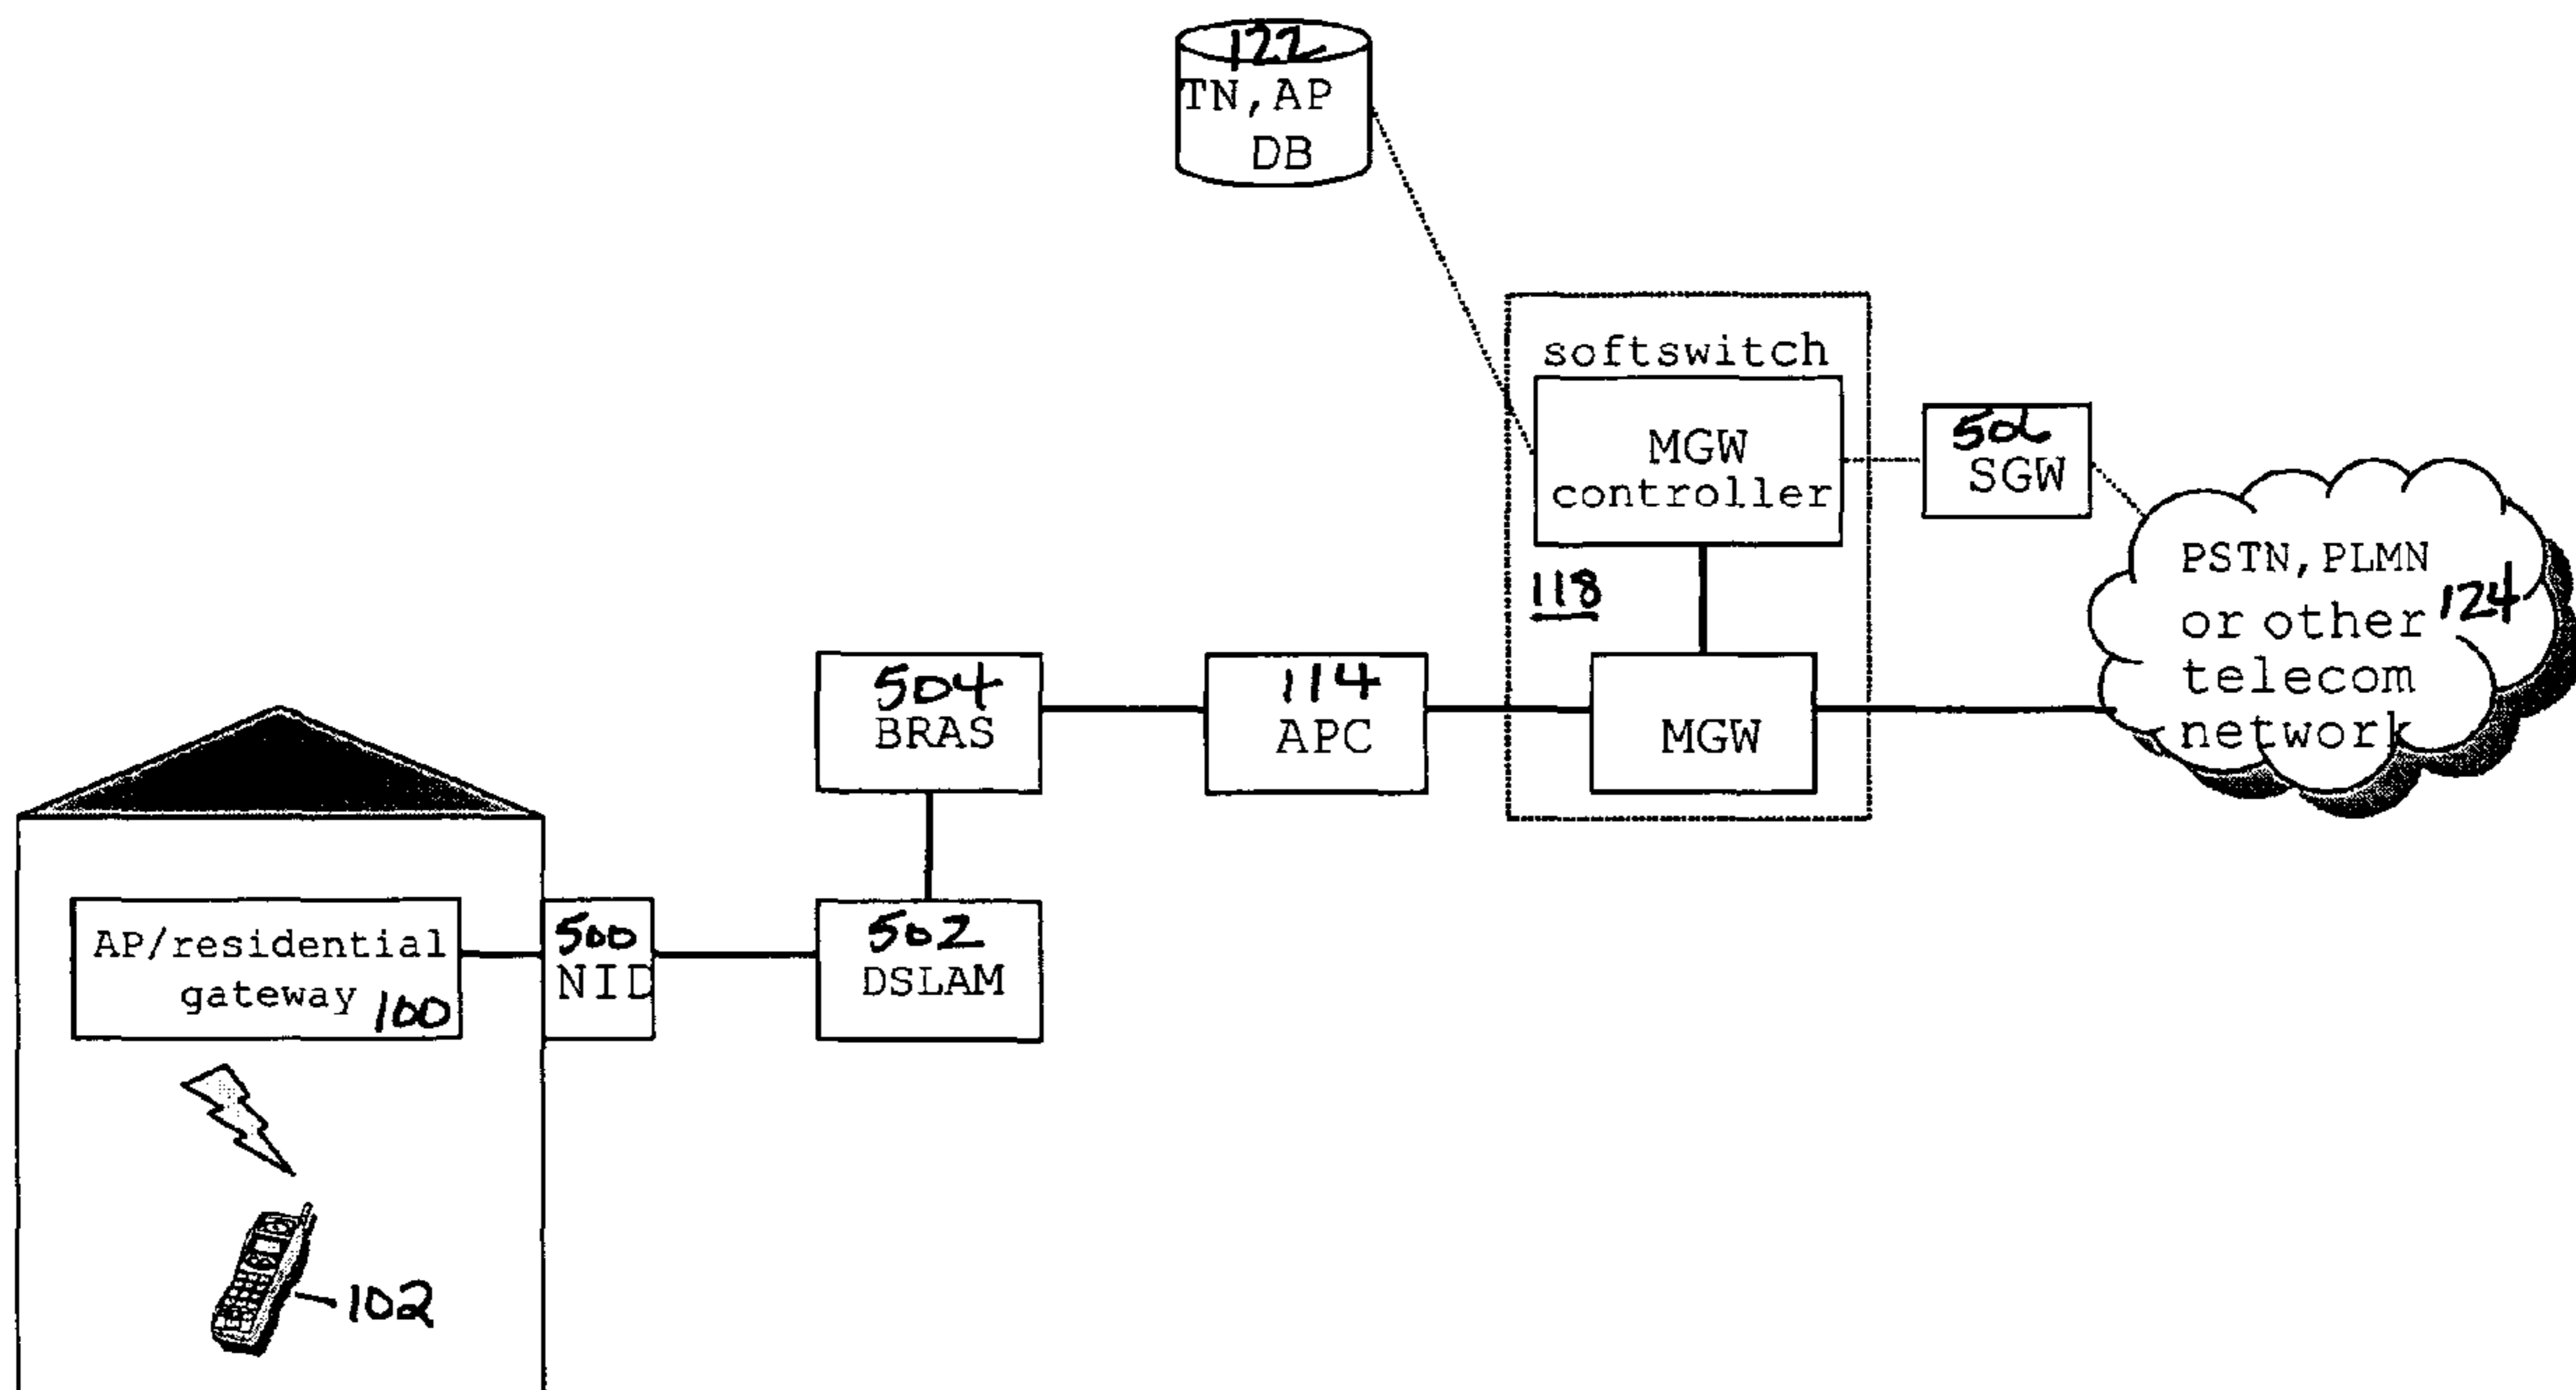 122
TN, AP
DB
softswitch
MGW
controller
506
SGW
PSTN, PLMN
or other 124
telecom
network
118
504
BRAS
114
APC
MGW
AP/residential
gateway 100
500
NID
502
DSLAM
102